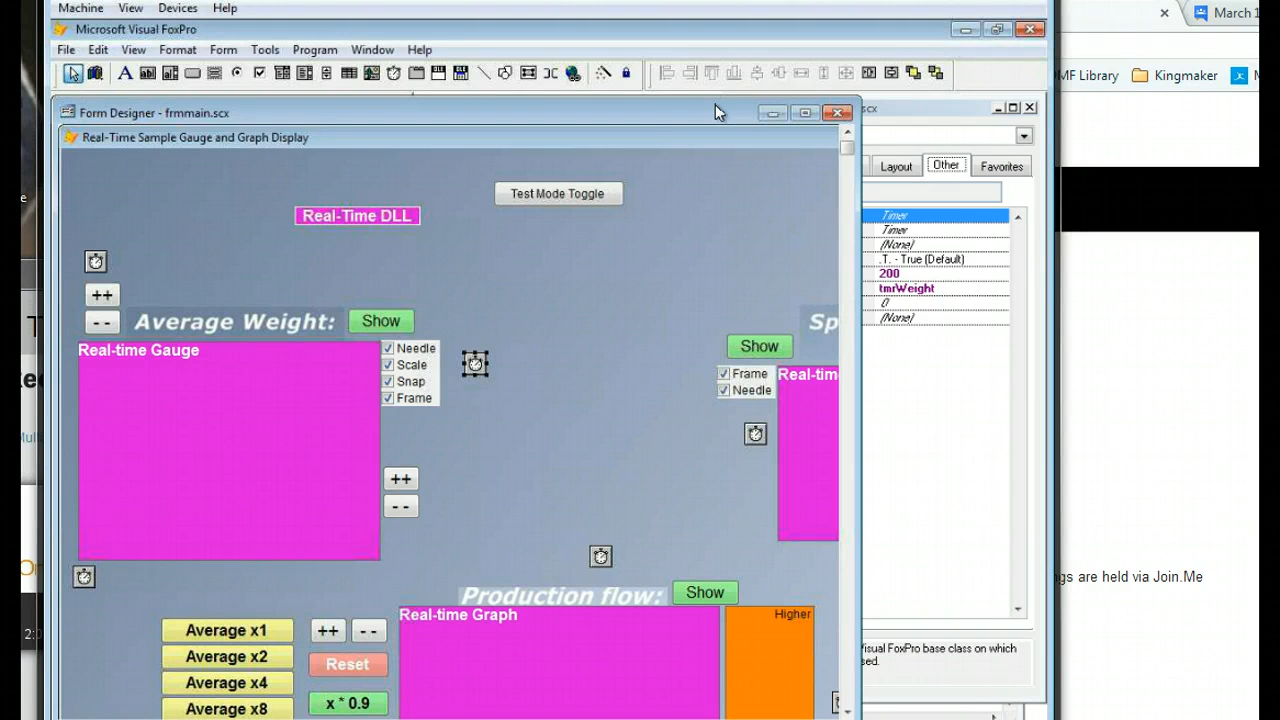 Machine View Devices Help
March 1
Microsoft Visual FoxPro
File Edit View Format Form Tools Program Window Help
DMF Library Kingmaker
Form Designer - frmmain.scx
scx
Real-Time Sample Gauge and Graph Display
Layout Other Favorites
Test Mode Toggle
Real-Time DLL
Timer
Timer
(None)
.T. - True (Default)
200
tmrWeight
0
(None)
++
- -
Average Weight: Show
Sp
Show
Real-time Gauge
Needle
Scale
Snap
Frame
Frame
Needle
Real-tim
++
- -
ngs are held via Join.Me
Production flow: Show
Real-time Graph
Higher
Average x1
++ - -
Average x2
Reset
Average x4
x * 0.9
Average x8
Visual FoxPro base class on which
sed.